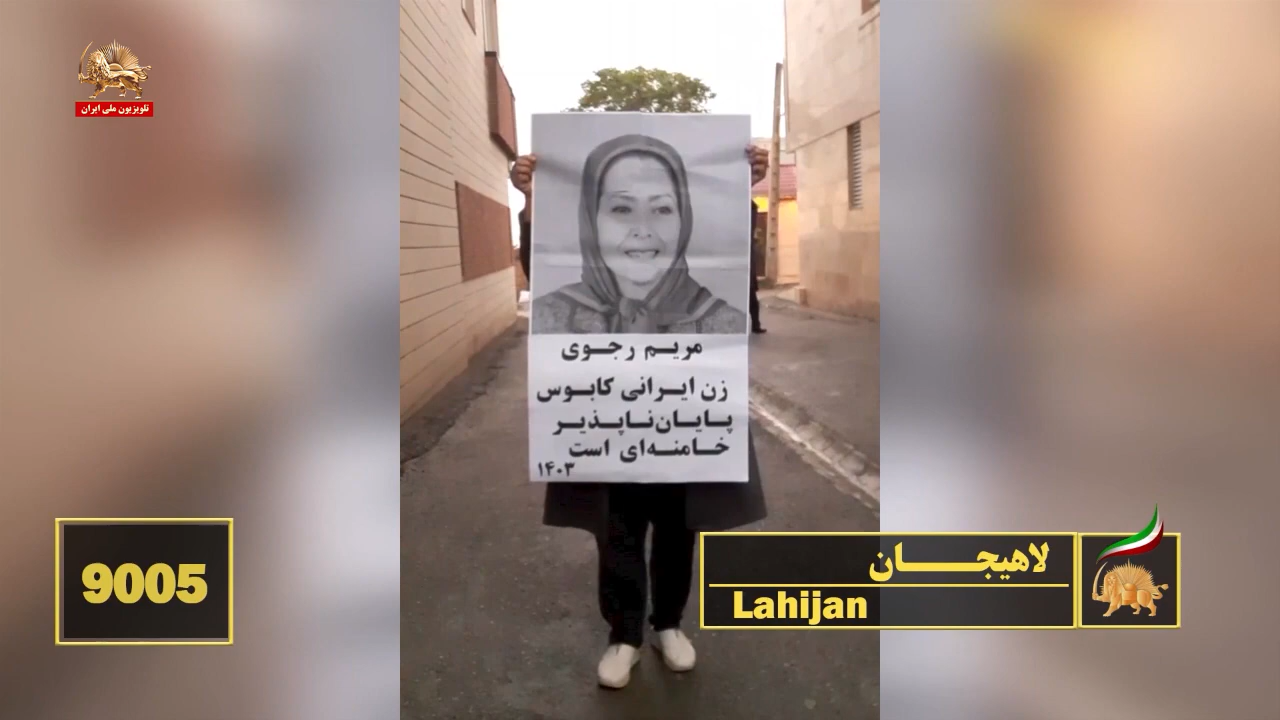 تلویزیون ملی ایران
مریم رجوی
زن ایرانی کابوس
پایان‌ناپذیر
خامنه‌ای است
۱۴۰۳
9005
لاهیجان
Lahijan